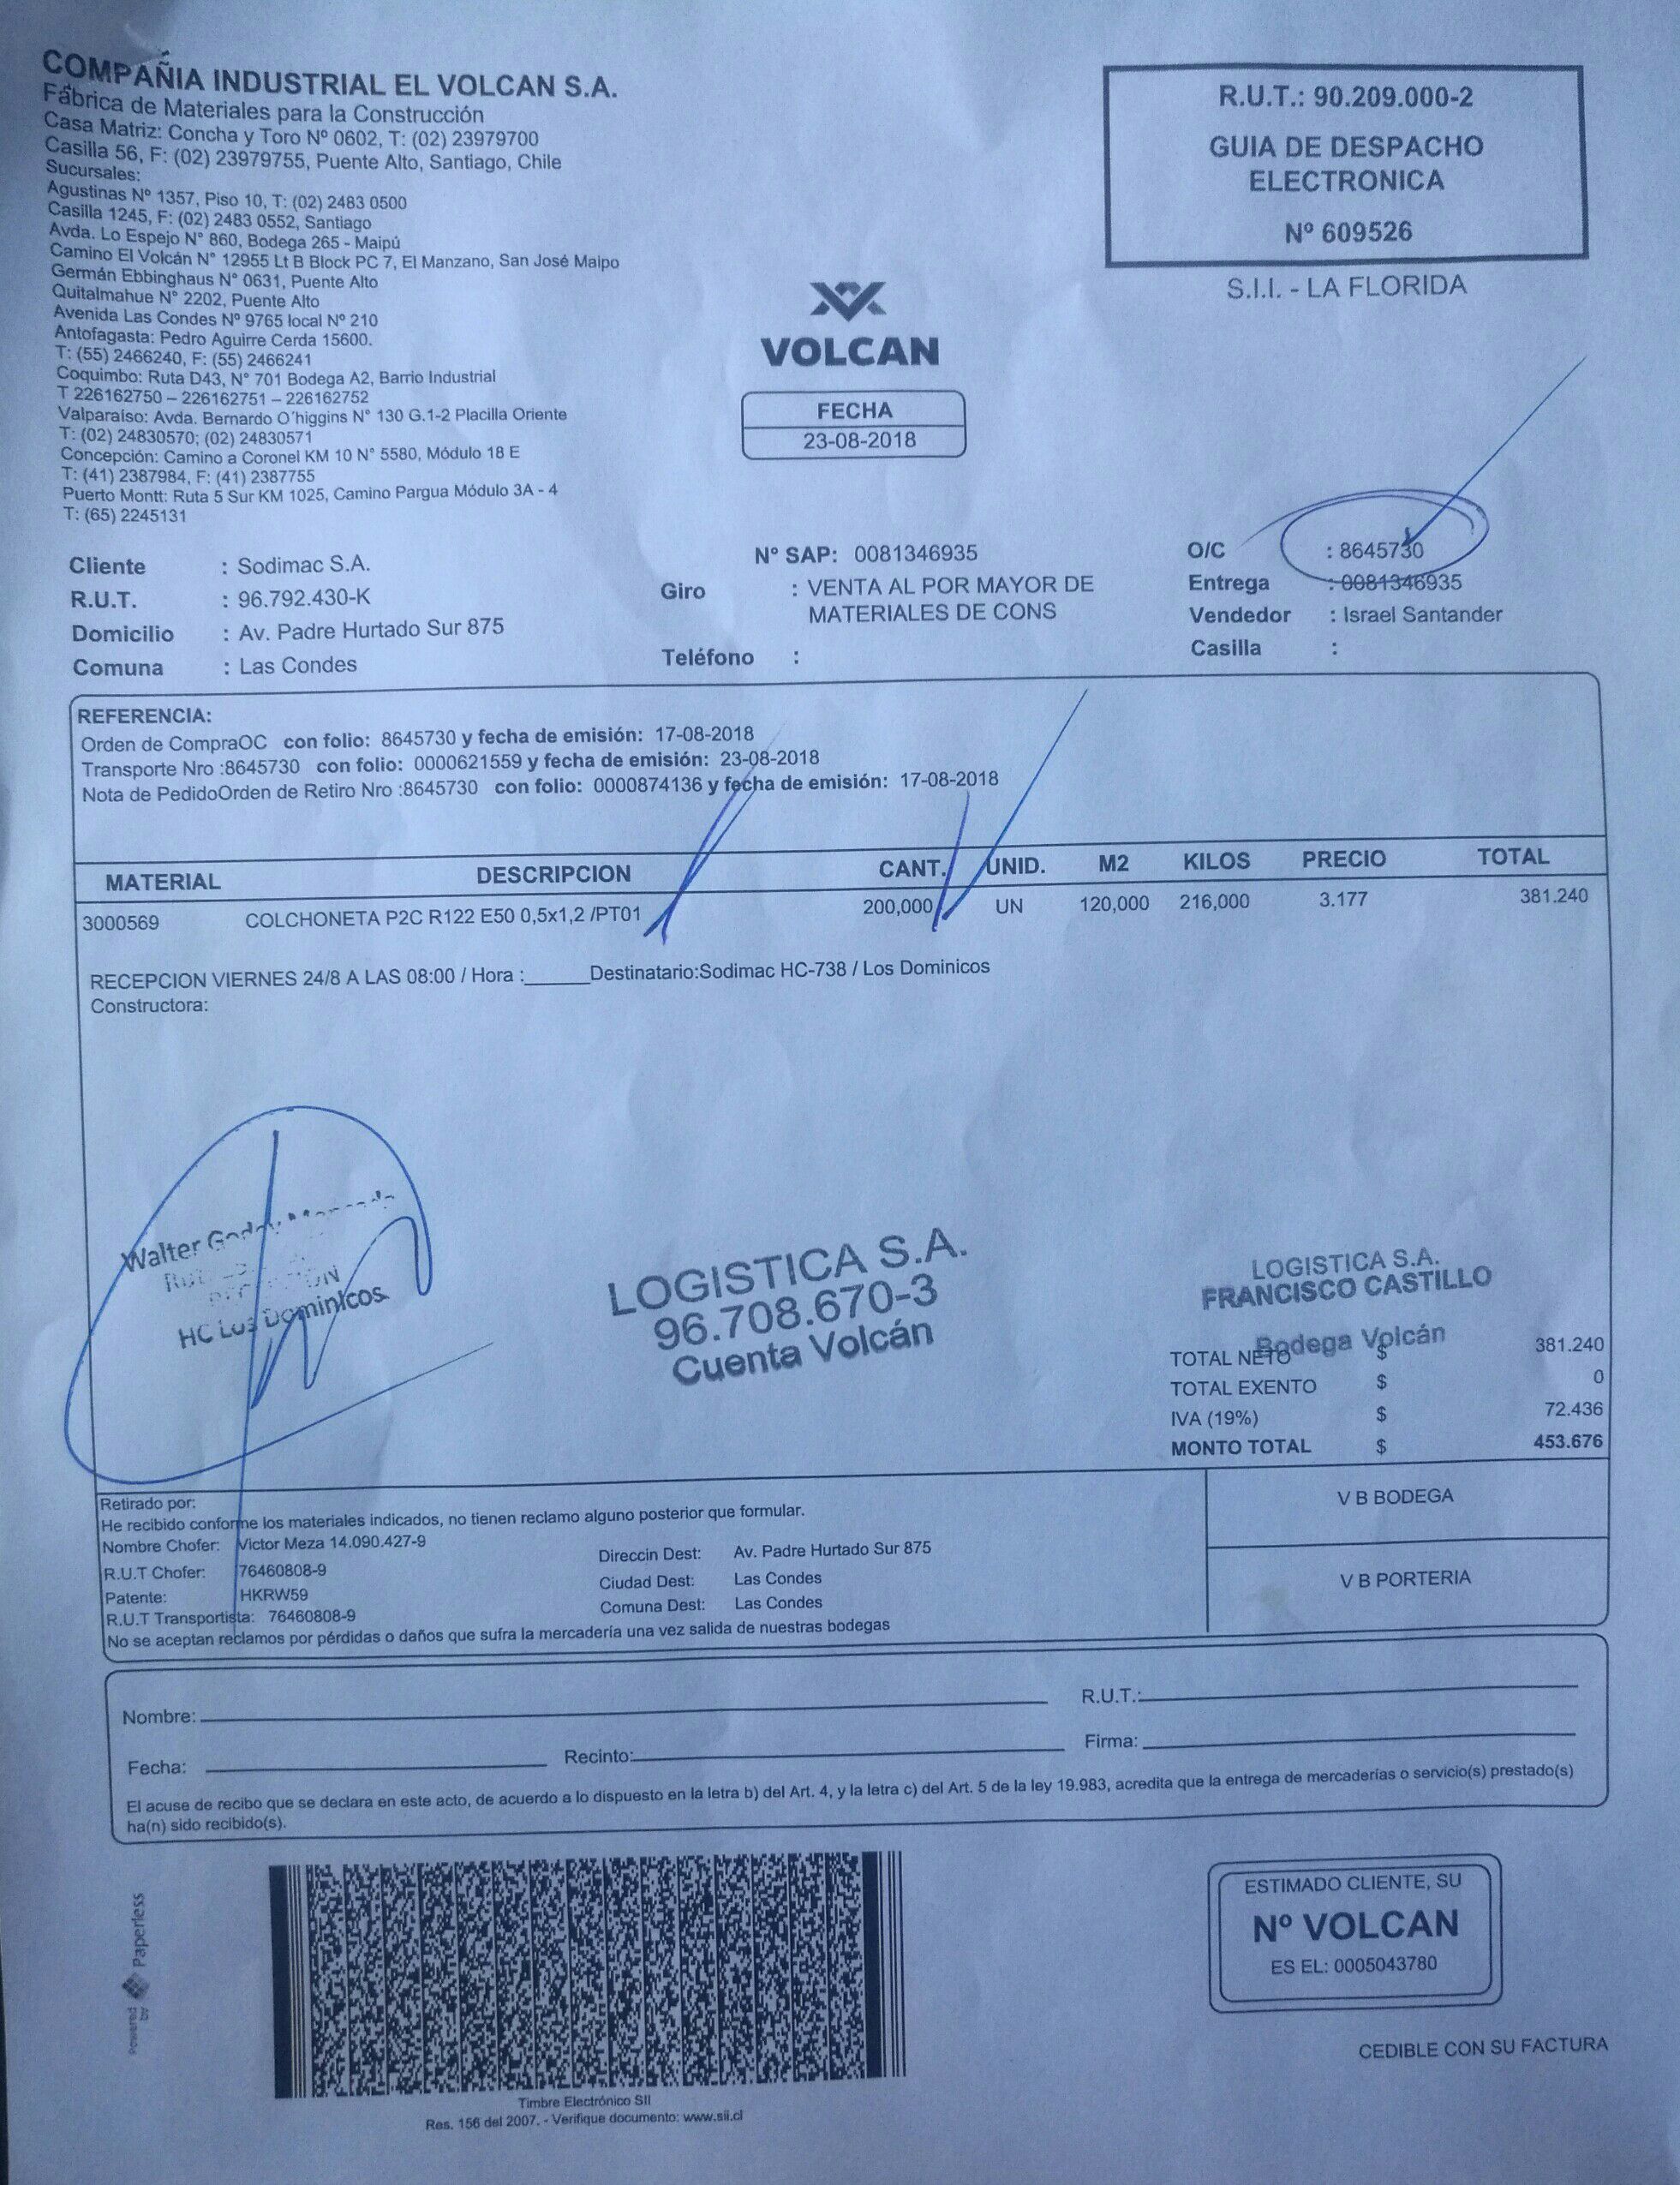 COMPAÑIA INDUSTRIAL EL VOLCAN S.A.
Fábrica de Materiales para la Construcción
Casa Matriz: Concha y Toro Nº 0602, T: (02) 23979700
Casilla 56, F: (02) 23979755, Puente Alto, Santiago, Chile
Sucursales:
Agustinas Nº 1357, Piso 10, T: (02) 2483 0500
Casilla 1245, F: (02) 2483 0552, Santiago
Avda. Lo Espejo N° 860, Bodega 265 - Maipú
Camino El Volcán N° 12955 Lt B Block PC 7, El Manzano, San José Maipo
Germán Ebbinghaus N° 0631, Puente Alto
Quitalmahue N° 2202, Puente Alto
Avenida Las Condes Nº 9765 local Nº 210
Antofagasta: Pedro Aguirre Cerda 15600.
T: (55) 2466240, F: (55) 2466241
Coquimbo: Ruta D43, N° 701 Bodega A2, Barrio Industrial
T 226162750 – 226162751 – 226162752
Valparaíso: Avda. Bernardo O´higgins N° 130 G.1-2 Placilla Oriente
T: (02) 24830570; (02) 24830571
Concepción: Camino a Coronel KM 10 N° 5580, Módulo 18 E
T: (41) 2387984, F: (41) 2387755
Puerto Montt: Ruta 5 Sur KM 1025, Camino Pargua Módulo 3A - 4
T: (65) 2245131
R.U.T.: 90.209.000-2
GUIA DE DESPACHO
ELECTRONICA
Nº 609526
S.I.I. - LA FLORIDA
VOLCAN
FECHA
23-08-2018
Cliente : Sodimac S.A.
R.U.T. : 96.792.430-K
Domicilio : Av. Padre Hurtado Sur 875
Comuna : Las Condes
Nº SAP: 0081346935
Giro : VENTA AL POR MAYOR DE
MATERIALES DE CONS
Teléfono :
O/C : 8645730
Entrega : 0081346935
Vendedor : Israel Santander
Casilla :
REFERENCIA:
Orden de CompraOC con folio: 8645730 y fecha de emisión: 17-08-2018
Transporte Nro :8645730 con folio: 0000621559 y fecha de emisión: 23-08-2018
Nota de PedidoOrden de Retiro Nro :8645730 con folio: 0000874136 y fecha de emisión: 17-08-2018
MATERIAL DESCRIPCION CANT. UNID. M2 KILOS PRECIO TOTAL
3000569 COLCHONETA P2C R122 E50 0,5x1,2 /PT01 200,000 UN 120,000 216,000 3.177 381.240
RECEPCION VIERNES 24/8 A LAS 08:00 / Hora :______Destinatario:Sodimac HC-738 / Los Dominicos
Constructora:
Walter Godoy
HC Los Dominicos
LOGISTICA S.A.
96.708.670-3
Cuenta Volcán
LOGISTICA S.A.
FRANCISCO CASTILLO
Bodega Volcán
TOTAL NETO $ 381.240
TOTAL EXENTO $ 0
IVA (19%) $ 72.436
MONTO TOTAL $ 453.676
Retirado por:
He recibido conforme los materiales indicados, no tienen reclamo alguno posterior que formular.
Nombre Chofer: Victor Meza 14.090.427-9
R.U.T Chofer: 76460808-9
Patente: HKRW59
R.U.T Transportista: 76460808-9
Direccin Dest: Av. Padre Hurtado Sur 875
Ciudad Dest: Las Condes
Comuna Dest: Las Condes
No se aceptan reclamos por pérdidas o daños que sufra la mercadería una vez salida de nuestras bodegas
V B BODEGA
V B PORTERIA
Nombre:
R.U.T.:
Fecha:
Recinto:
Firma:
El acuse de recibo que se declara en este acto, de acuerdo a lo dispuesto en la letra b) del Art. 4, y la letra c) del Art. 5 de la ley 19.983, acredita que la entrega de mercaderías o servicio(s) prestado(s)
ha(n) sido recibido(s).
Powered by Paperless
Timbre Electrónico SII
Res. 156 del 2007. - Verifique documento: www.sii.cl
ESTIMADO CLIENTE, SU
Nº VOLCAN
ES EL: 0005043780
CEDIBLE CON SU FACTURA